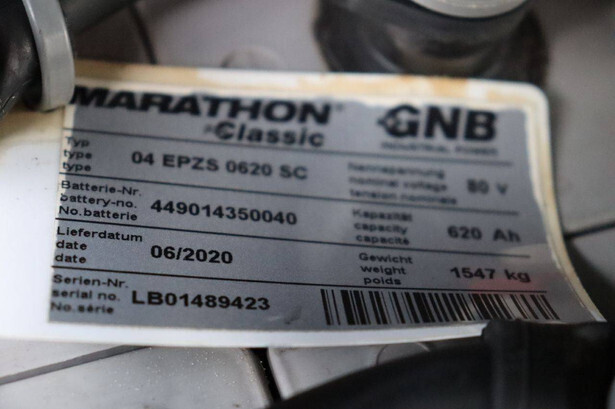 MARATHON®
Classic
GNB
INDUSTRIAL POWER
Typ
type
type
04 EPZS 0620 SC
Nennspannung
nominal voltage
tension nominale
80 V
Batterie-Nr.
battery-no.
No.batterie
449014350040
Kapazität
capacity
capacité
620 Ah
Lieferdatum
date
date
06/2020
Gewicht
weight
poids
1547 kg
Serien-Nr.
serial no.
No.série
LB01489423